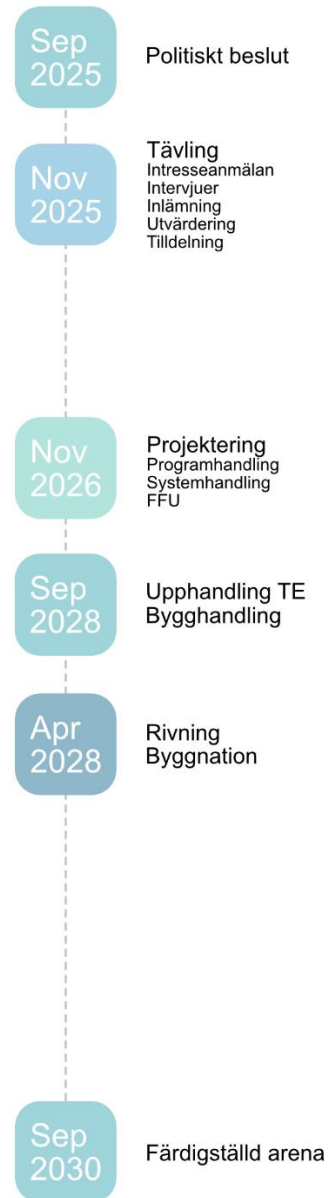 Sep
2025
Politiskt beslut
Nov
2025
Tävling
Intresseanmälan
Intervjuer
Inlämning
Utvärdering
Tilldelning
Nov
2026
Projektering
Programhandling
Systemhandling
FFU
Sep
2028
Upphandling TE
Bygghandling
Apr
2028
Rivning
Byggnation
Sep
2030
Färdigställd arena